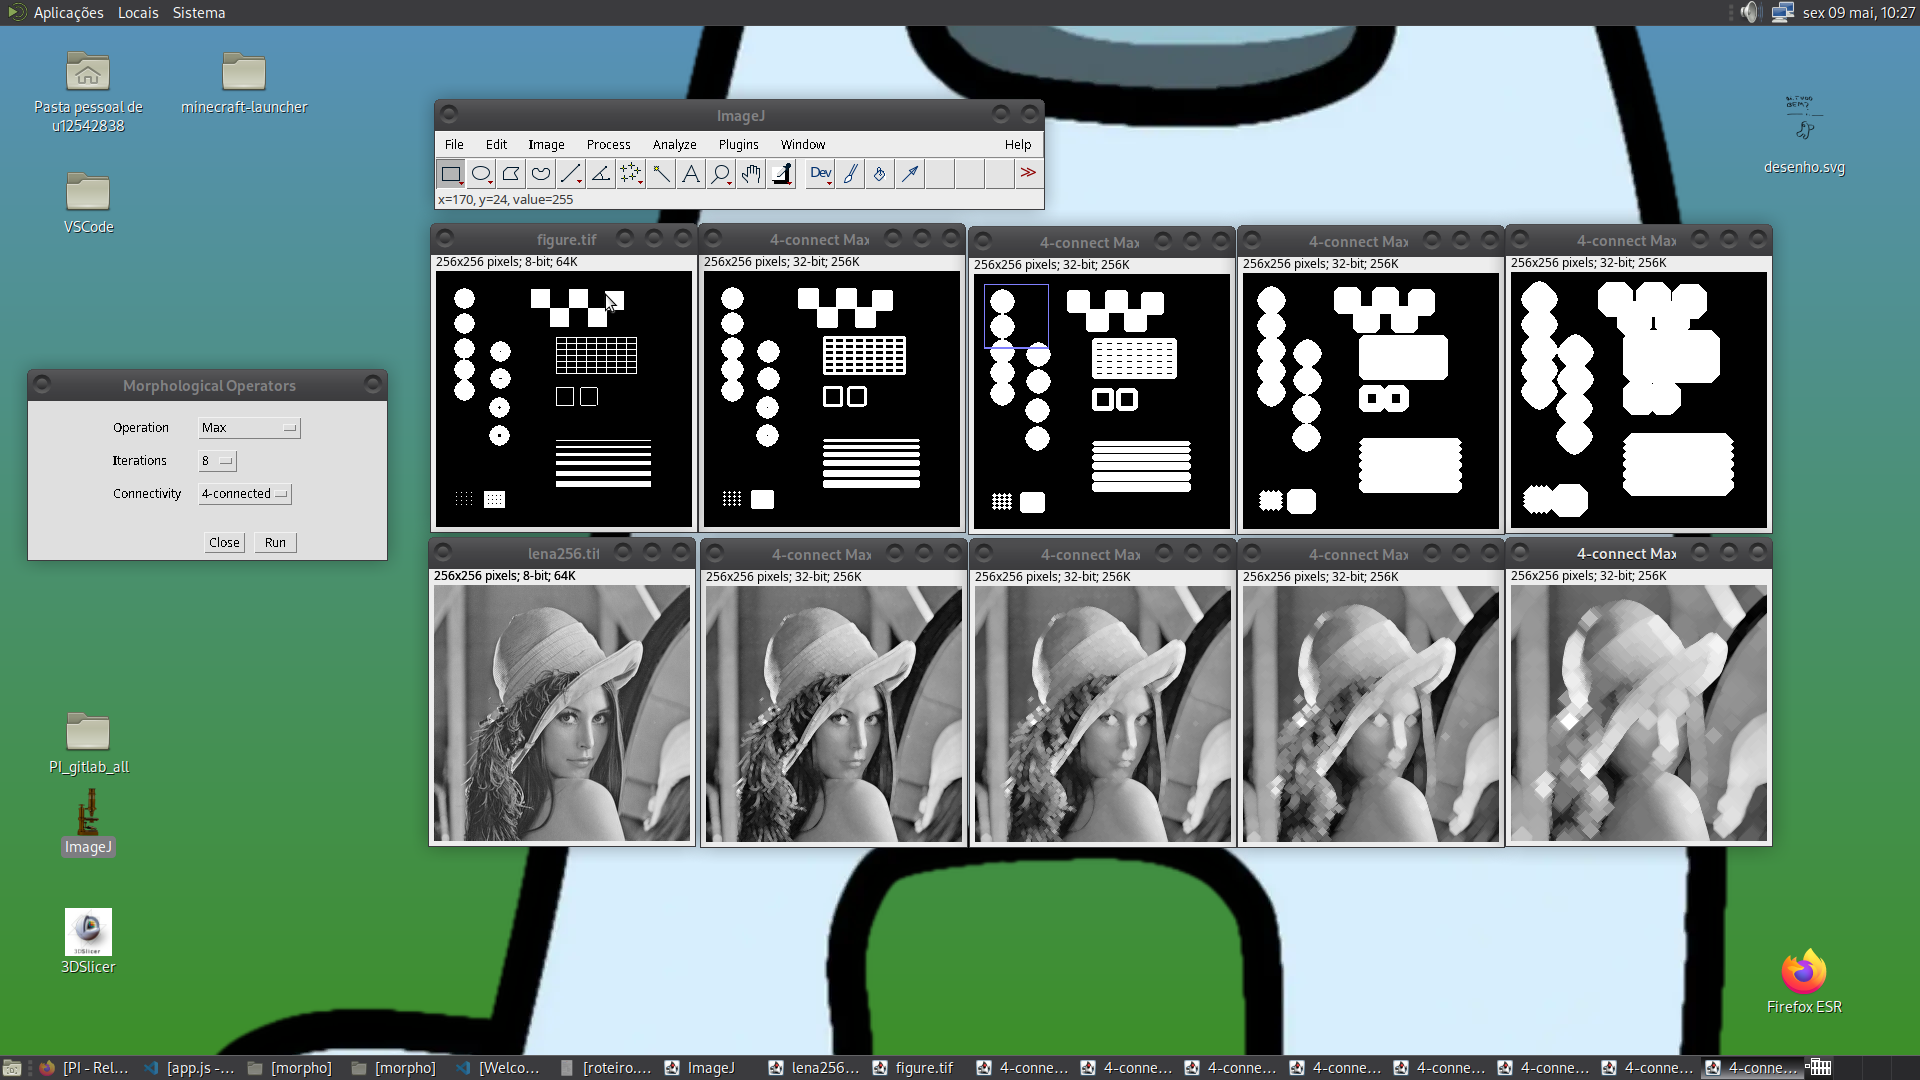 Aplicações Locais Sistema
sex 09 mai, 10:27
Pasta pessoal de
u12542838
minecraft-launcher
VSCode
desenho.svg
ImageJ
File Edit Image Process Analyze Plugins Window Help
Dev
x=170, y=24, value=255
figure.tif
256x256 pixels; 8-bit; 64K
4-connect Max
256x256 pixels; 32-bit; 256K
4-connect Max
256x256 pixels; 32-bit; 256K
4-connect Max
256x256 pixels; 32-bit; 256K
4-connect Max
256x256 pixels; 32-bit; 256K
Morphological Operators
Operation Max
Iterations 8
Connectivity 4-connected
Close Run
lena256.tif
256x256 pixels; 8-bit; 64K
4-connect Max
256x256 pixels; 32-bit; 256K
4-connect Max
256x256 pixels; 32-bit; 256K
4-connect Max
256x256 pixels; 32-bit; 256K
4-connect Max
256x256 pixels; 32-bit; 256K
PI_gitlab_all
ImageJ
3DSlicer
3DSlicer
Firefox ESR
[PI - Rel... [app.js -... [morpho] [morpho] [Welco... [roteiro.... ImageJ lena256... figure.tif 4-conne... 4-conne... 4-conne... 4-conne... 4-conne... 4-conne... 4-conne... 4-conne...